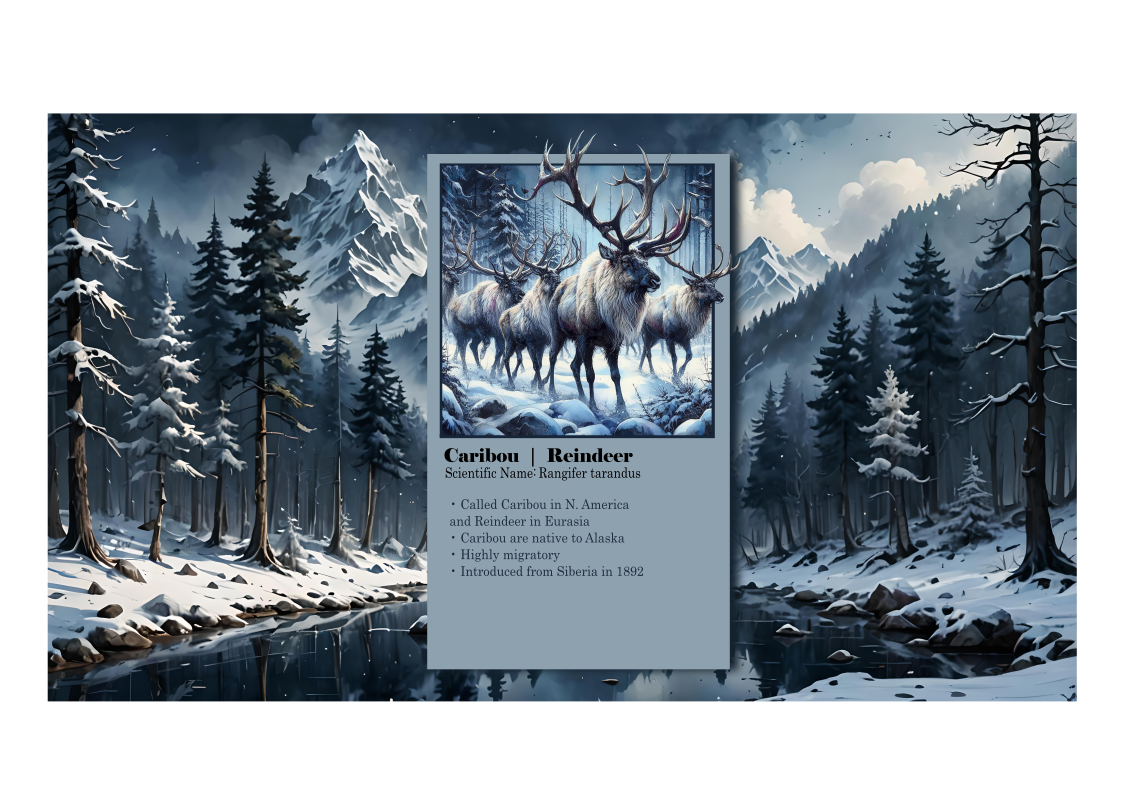 Caribou | Reindeer
Scientific Name: Rangifer tarandus
• Called Caribou in N. America
and Reindeer in Eurasia
• Caribou are native to Alaska
• Highly migratory
• Introduced from Siberia in 1892